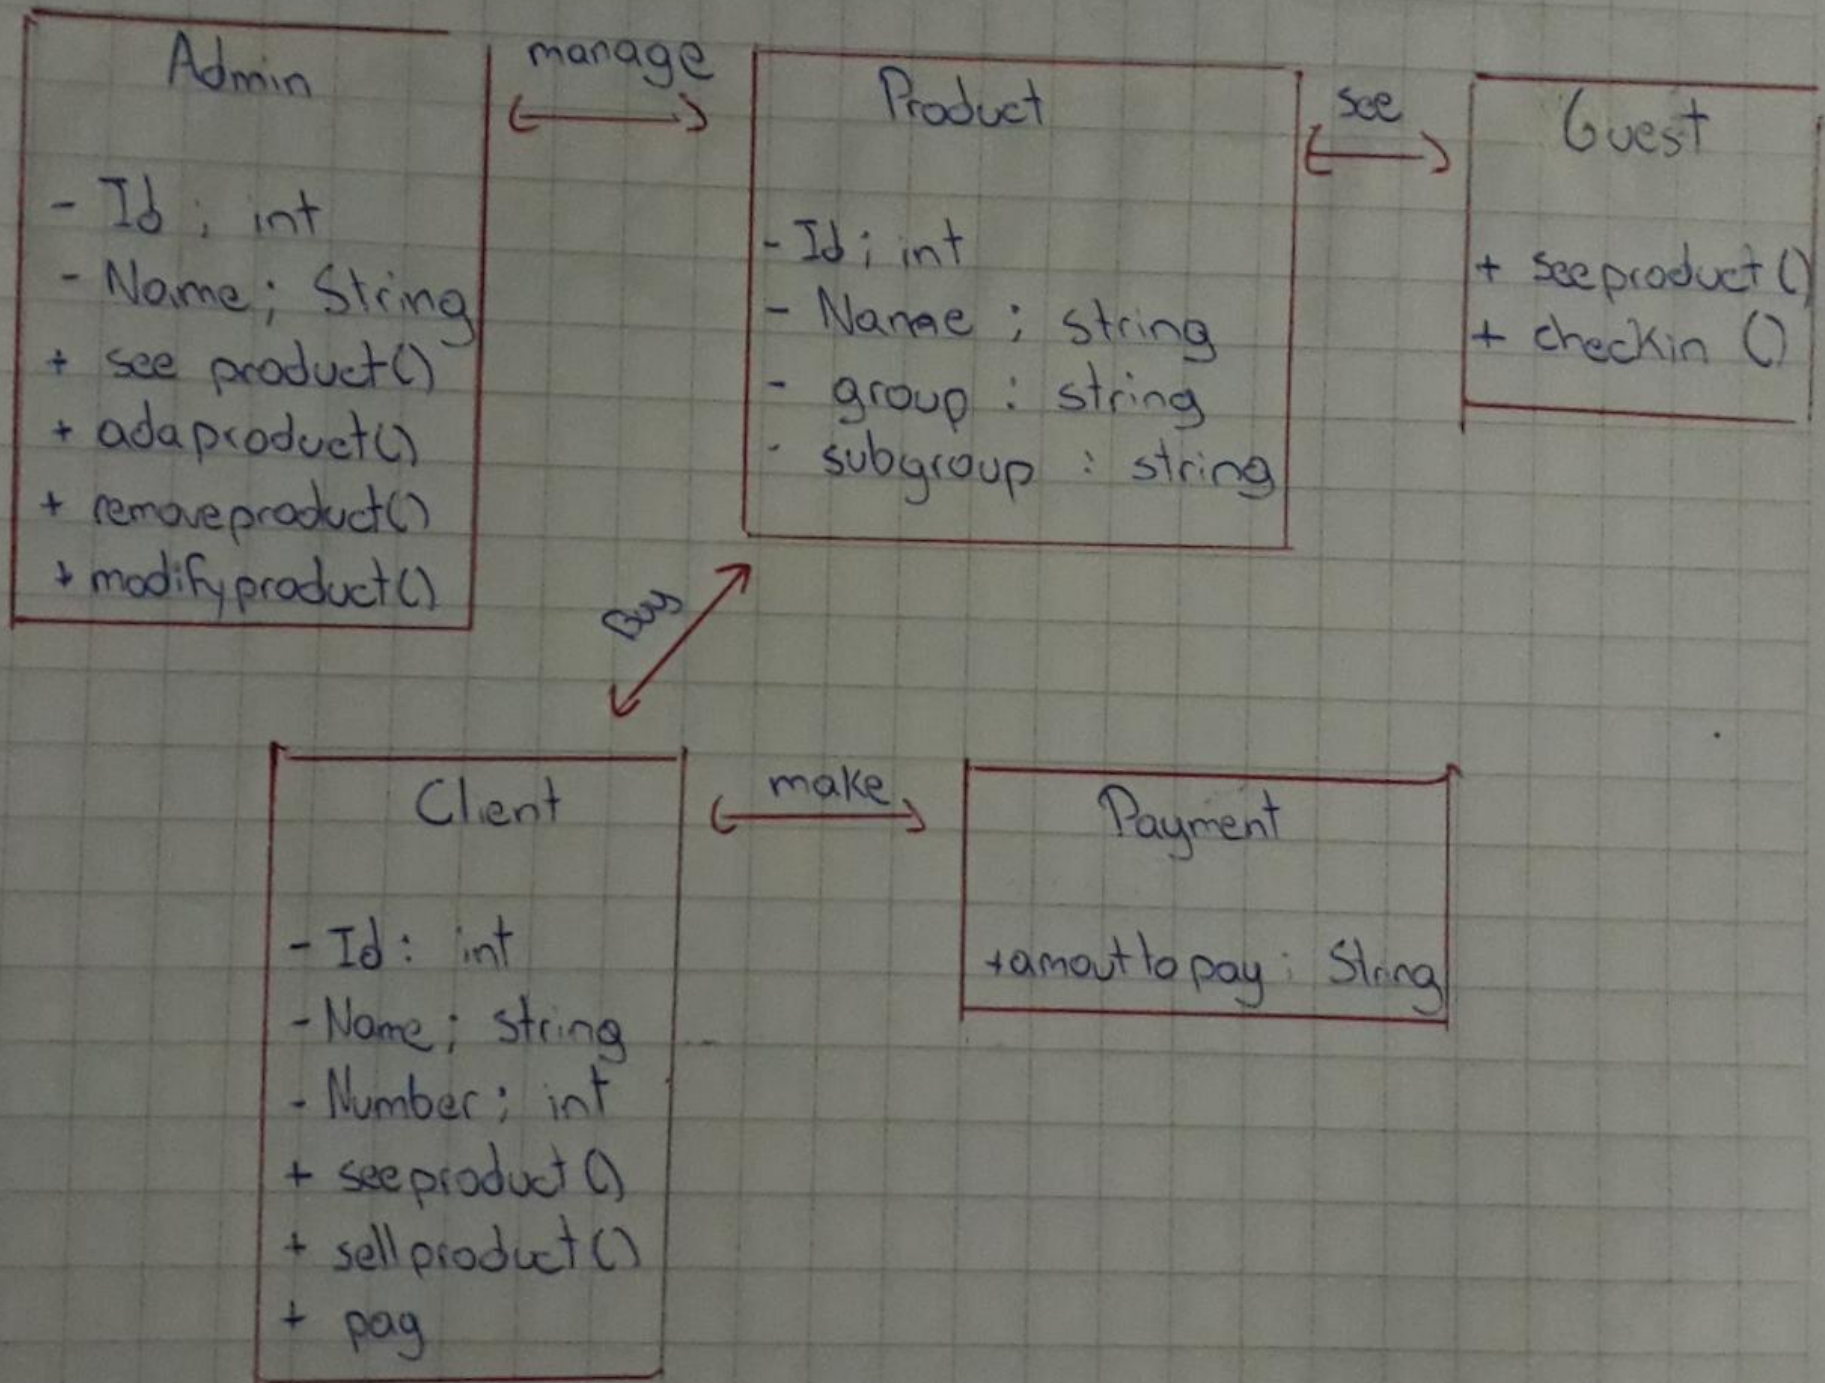 Admin
- Id ; int
- Name ; String
+ see product()
+ adaproduct()
+ removeproduct()
+ modifyproduct()
manage
Product
- Id ; int
- Name ; string
- group : string
- subgroup : string
see
Guest
+ seeproduct ()
+ checkin ()
Buy
Client
- Id : int
- Name ; string
- Number ; int
+ seeproduct ()
+ sellproduct ()
+ pag
make
Payment
+amout to pay : String